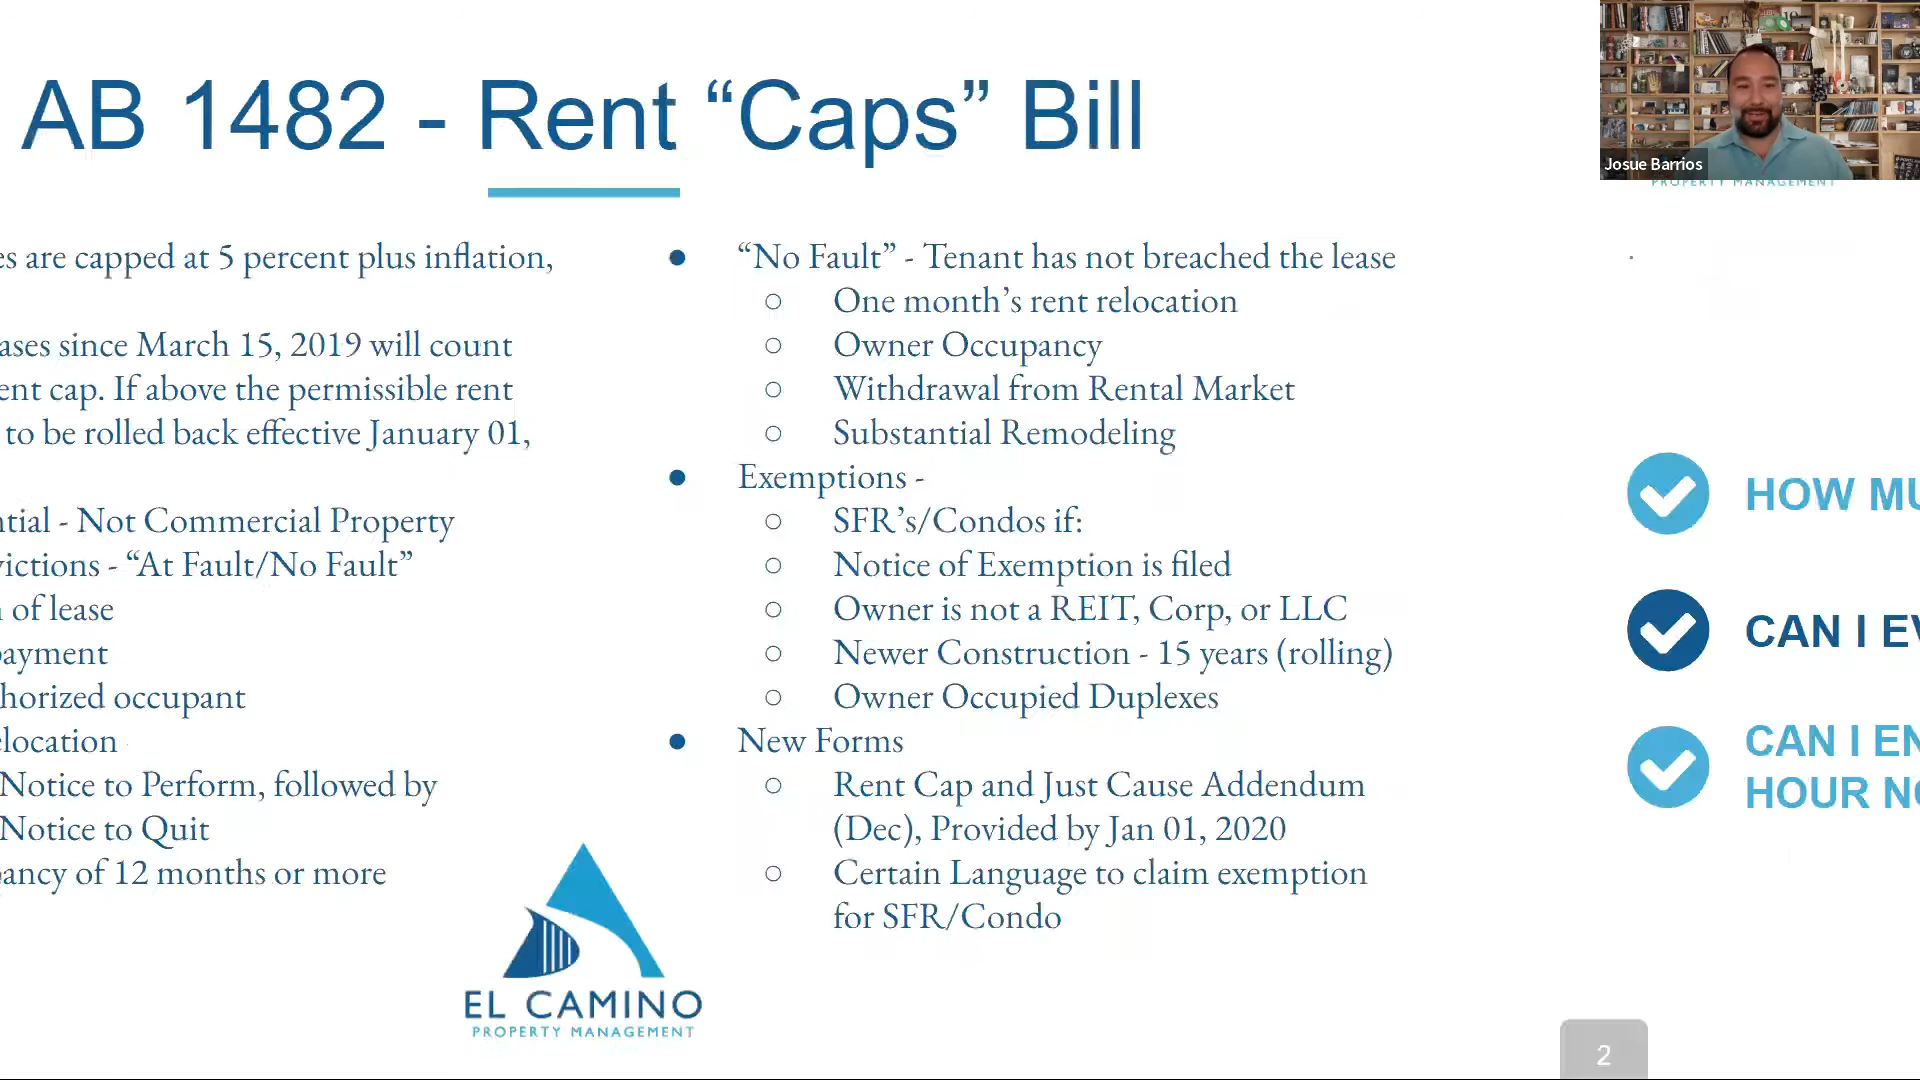 AB 1482 - Rent “Caps” Bill
Josue Barrios
PROPERTY MANAGEMENT
es are capped at 5 percent plus inflation,
ases since March 15, 2019 will count
ent cap. If above the permissible rent
to be rolled back effective January 01,
ntial - Not Commercial Property
victions - “At Fault/No Fault”
of lease
payment
horized occupant
elocation
Notice to Perform, followed by
Notice to Quit
ancy of 12 months or more
● “No Fault” - Tenant has not breached the lease
○ One month’s rent relocation
○ Owner Occupancy
○ Withdrawal from Rental Market
○ Substantial Remodeling
● Exemptions -
○ SFR’s/Condos if:
○ Notice of Exemption is filed
○ Owner is not a REIT, Corp, or LLC
○ Newer Construction - 15 years (rolling)
○ Owner Occupied Duplexes
● New Forms
○ Rent Cap and Just Cause Addendum
(Dec), Provided by Jan 01, 2020
○ Certain Language to claim exemption
for SFR/Condo
HOW MU
CAN I EV
CAN I EN
HOUR NO
EL CAMINO
PROPERTY MANAGEMENT
2